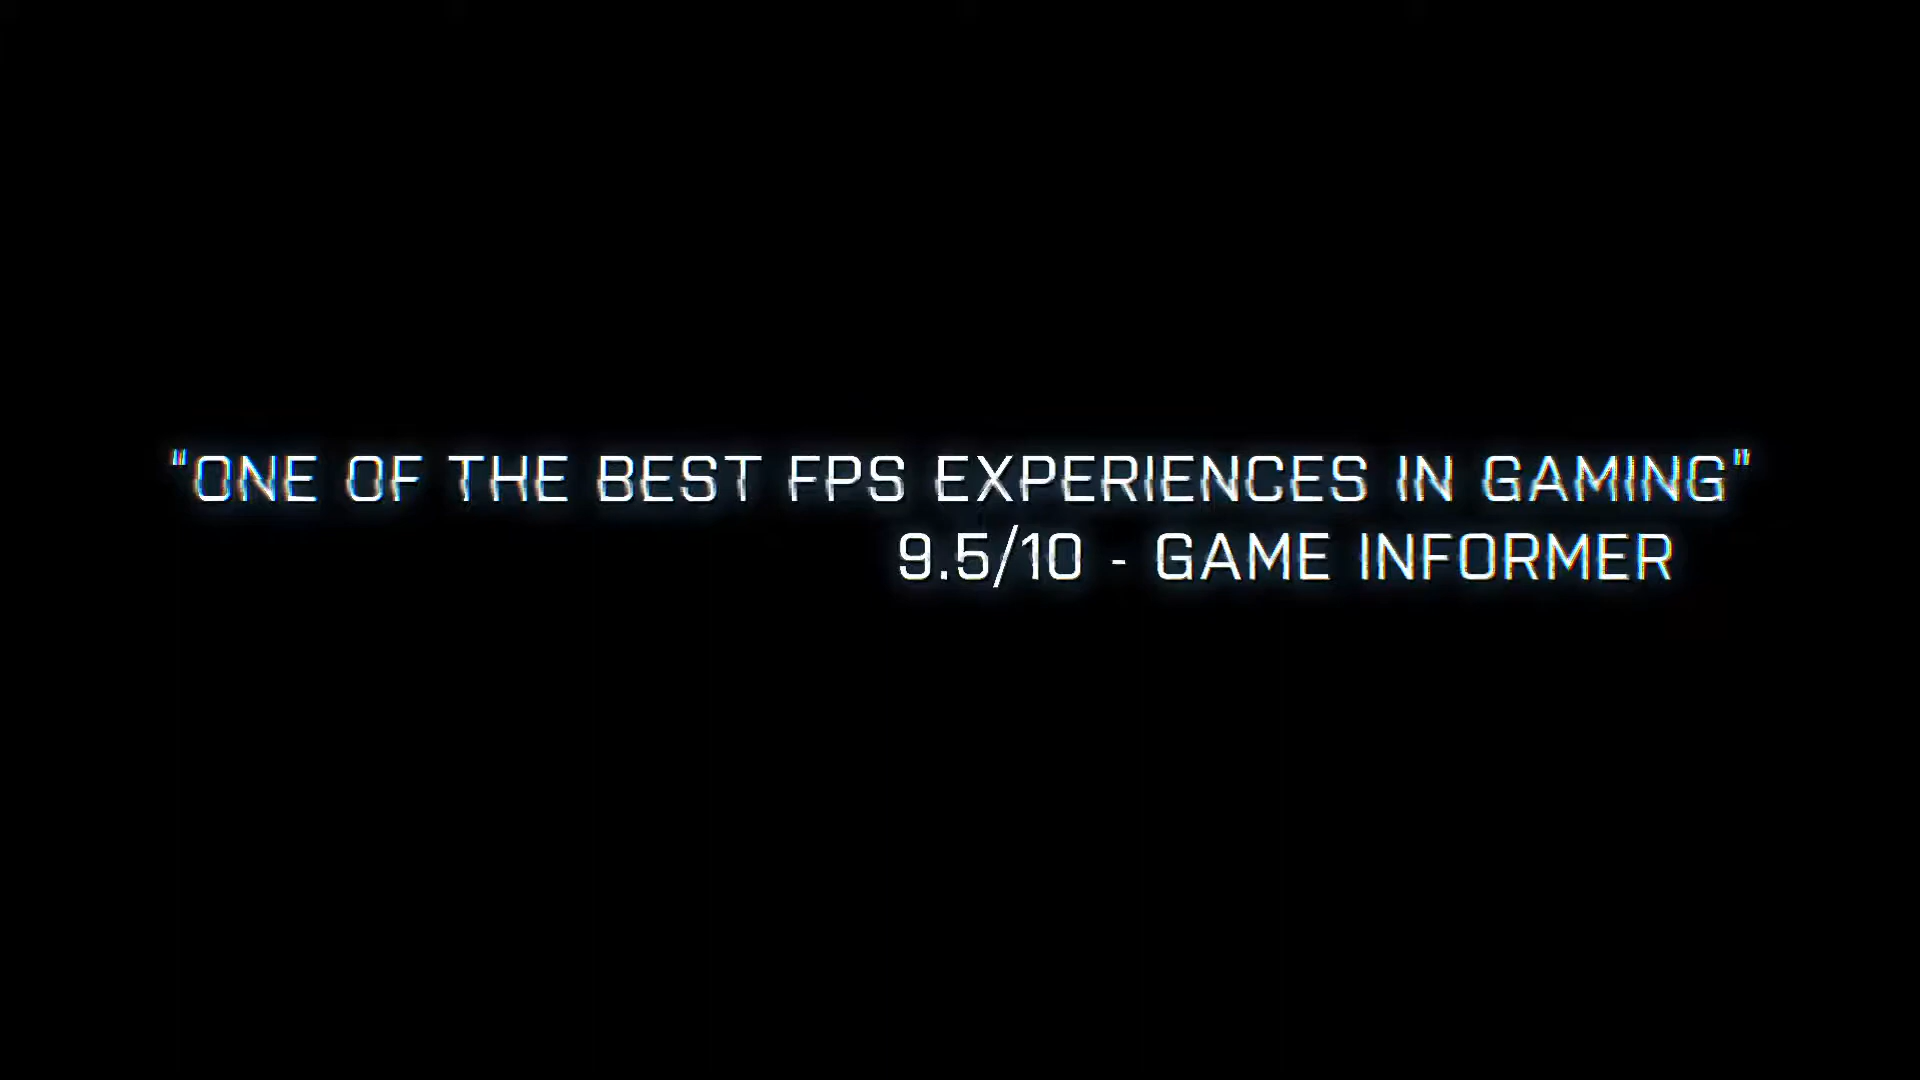 "ONE OF THE BEST FPS EXPERIENCES IN GAMING"
9.5/10 - GAME INFORMER